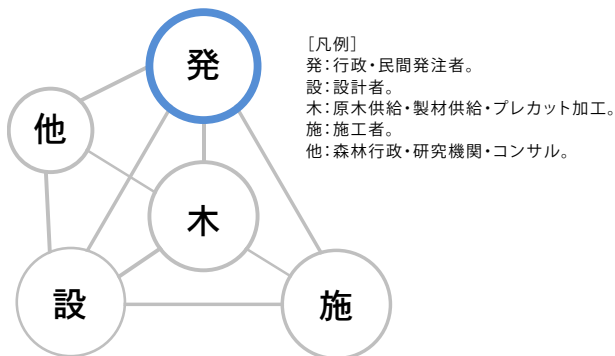 発
他
木
設
施
［凡例］
発：行政・民間発注者。
設：設計者。
木：原木供給・製材供給・プレカット加工。
施：施工者。
他：森林行政・研究機関・コンサル。